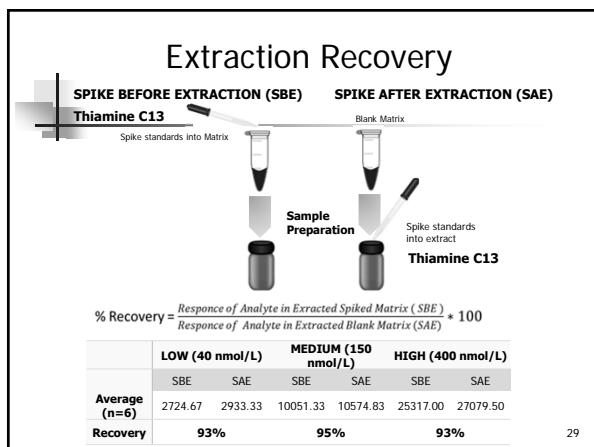 Extraction Recovery
SPIKE BEFORE EXTRACTION (SBE)
Thiamine C13
Spike standards into Matrix
SPIKE AFTER EXTRACTION (SAE)
Blank Matrix
Sample
Preparation
Spike standards
into extract
Thiamine C13
% Recovery = Responce of Analyte in Exracted Spiked Matrix ( SBE ) / Responce of Analyte in Extracted Blank Matrix (SAE) * 100
LOW (40 nmol/L) MEDIUM (150 nmol/L) HIGH (400 nmol/L)
SBE SAE SBE SAE SBE SAE
Average (n=6) 2724.67 2933.33 10051.33 10574.83 25317.00 27079.50
Recovery 93% 95% 93%
29